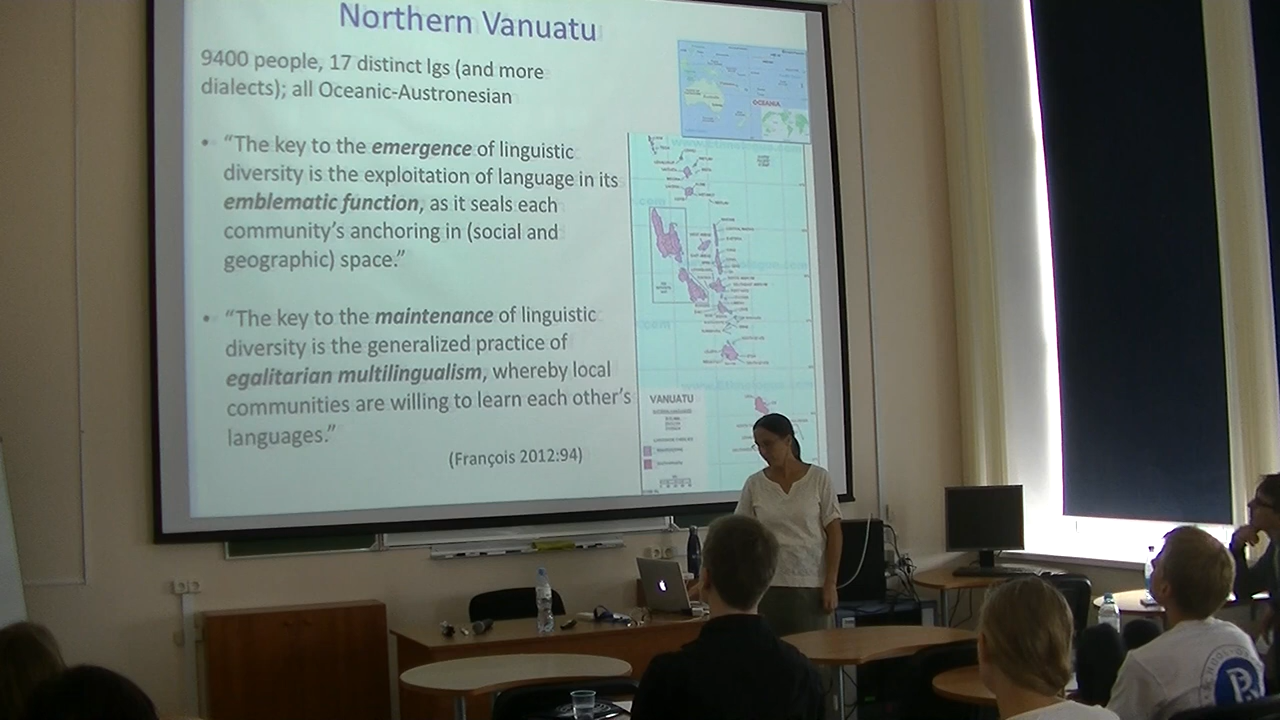 Northern Vanuatu
9400 people, 17 distinct lgs (and more
dialects); all Oceanic-Austronesian
• “The key to the emergence of linguistic
diversity is the exploitation of language in its
emblematic function, as it seals each
community’s anchoring in (social and
geographic) space.”
• “The key to the maintenance of linguistic
diversity is the generalized practice of
egalitarian multilingualism, whereby local
communities are willing to learn each other’s
languages.”
(François 2012:94)
OCEANIA
VANUATU